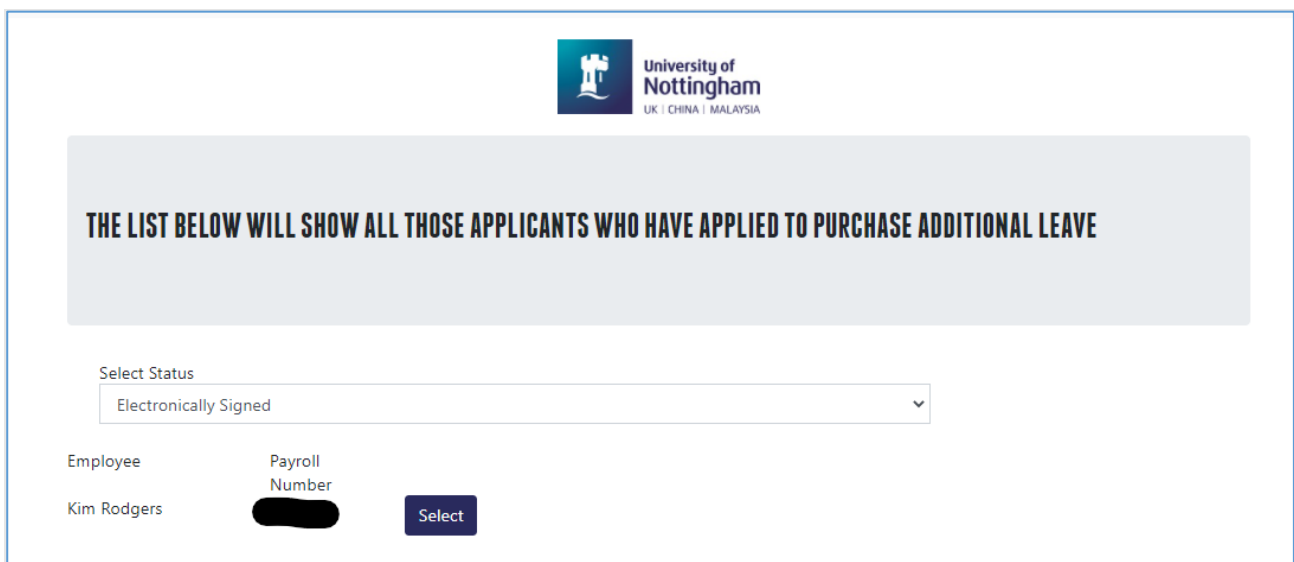 University of
Nottingham
UK | CHINA | MALAYSIA
THE LIST BELOW WILL SHOW ALL THOSE APPLICANTS WHO HAVE APPLIED TO PURCHASE ADDITIONAL LEAVE
Select Status
Electronically Signed
Employee Payroll
Number
Kim Rodgers Select